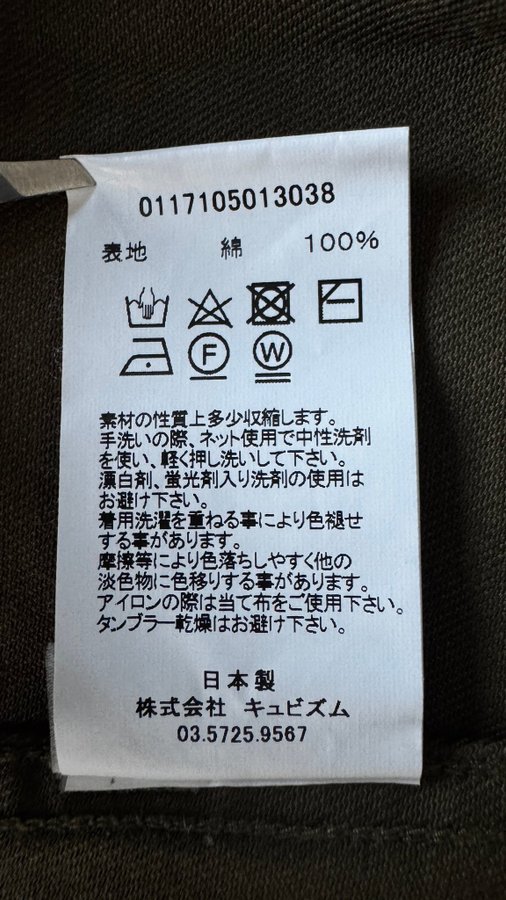 0117105013038
表地 綿 100%
F W
素材の性質上多少収縮します。
手洗いの際、ネット使用で中性洗剤
を使い、軽く押し洗いして下さい。
漂白剤、蛍光剤入り洗剤の使用は
お避け下さい。
着用洗濯を重ねる事により色褪せ
する事があります。
摩擦等により色落ちしやすく他の
淡色物に色移りする事があります。
アイロンの際は当て布をご使用下さい。
タンブラー乾燥はお避け下さい。
日本製
株式会社 キュビズム
03.5725.9567